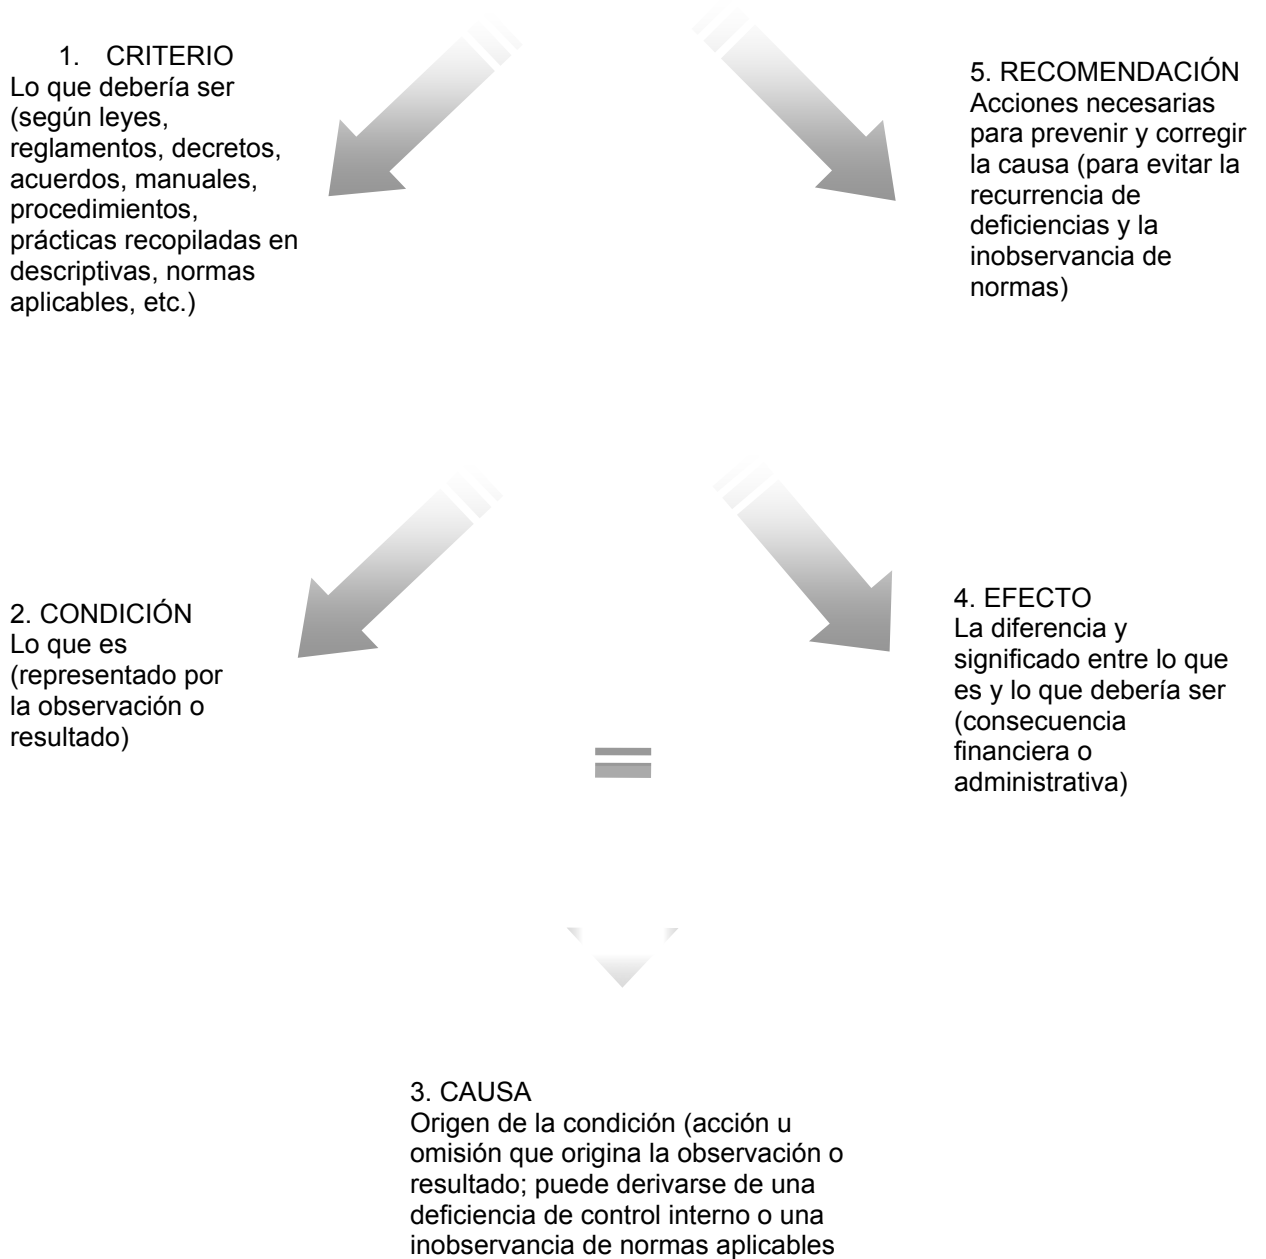 1. CRITERIO
Lo que debería ser
(según leyes,
reglamentos, decretos,
acuerdos, manuales,
procedimientos,
prácticas recopiladas en
descriptivas, normas
aplicables, etc.)
5. RECOMENDACIÓN
Acciones necesarias
para prevenir y corregir
la causa (para evitar la
recurrencia de
deficiencias y la
inobservancia de
normas)
2. CONDICIÓN
Lo que es
(representado por
la observación o
resultado)
4. EFECTO
La diferencia y
significado entre lo que
es y lo que debería ser
(consecuencia
financiera o
administrativa)
=
3. CAUSA
Origen de la condición (acción u
omisión que origina la observación o
resultado; puede derivarse de una
deficiencia de control interno o una
inobservancia de normas aplicables